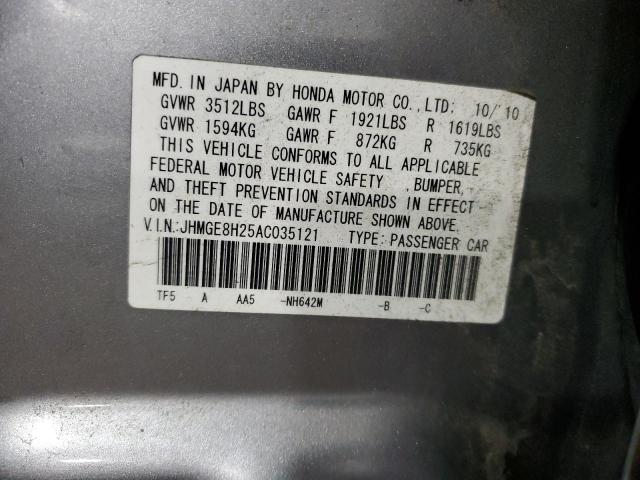 MFD. IN JAPAN BY HONDA MOTOR CO., LTD. 10/'10
GVWR 3512LBS GAWR F 1921LBS R 1619LBS
GVWR 1594KG GAWR F 872KG R 735KG
THIS VEHICLE CONFORMS TO ALL APPLICABLE
FEDERAL MOTOR VEHICLE SAFETY , BUMPER,
AND THEFT PREVENTION STANDARDS IN EFFECT
ON THE DATE OF MANUFACTURE SHOWN ABOVE.
V.I.N.: JHMGE8H25AC035121 TYPE: PASSENGER CAR
TF5 A AA5 -NH642M -B -C